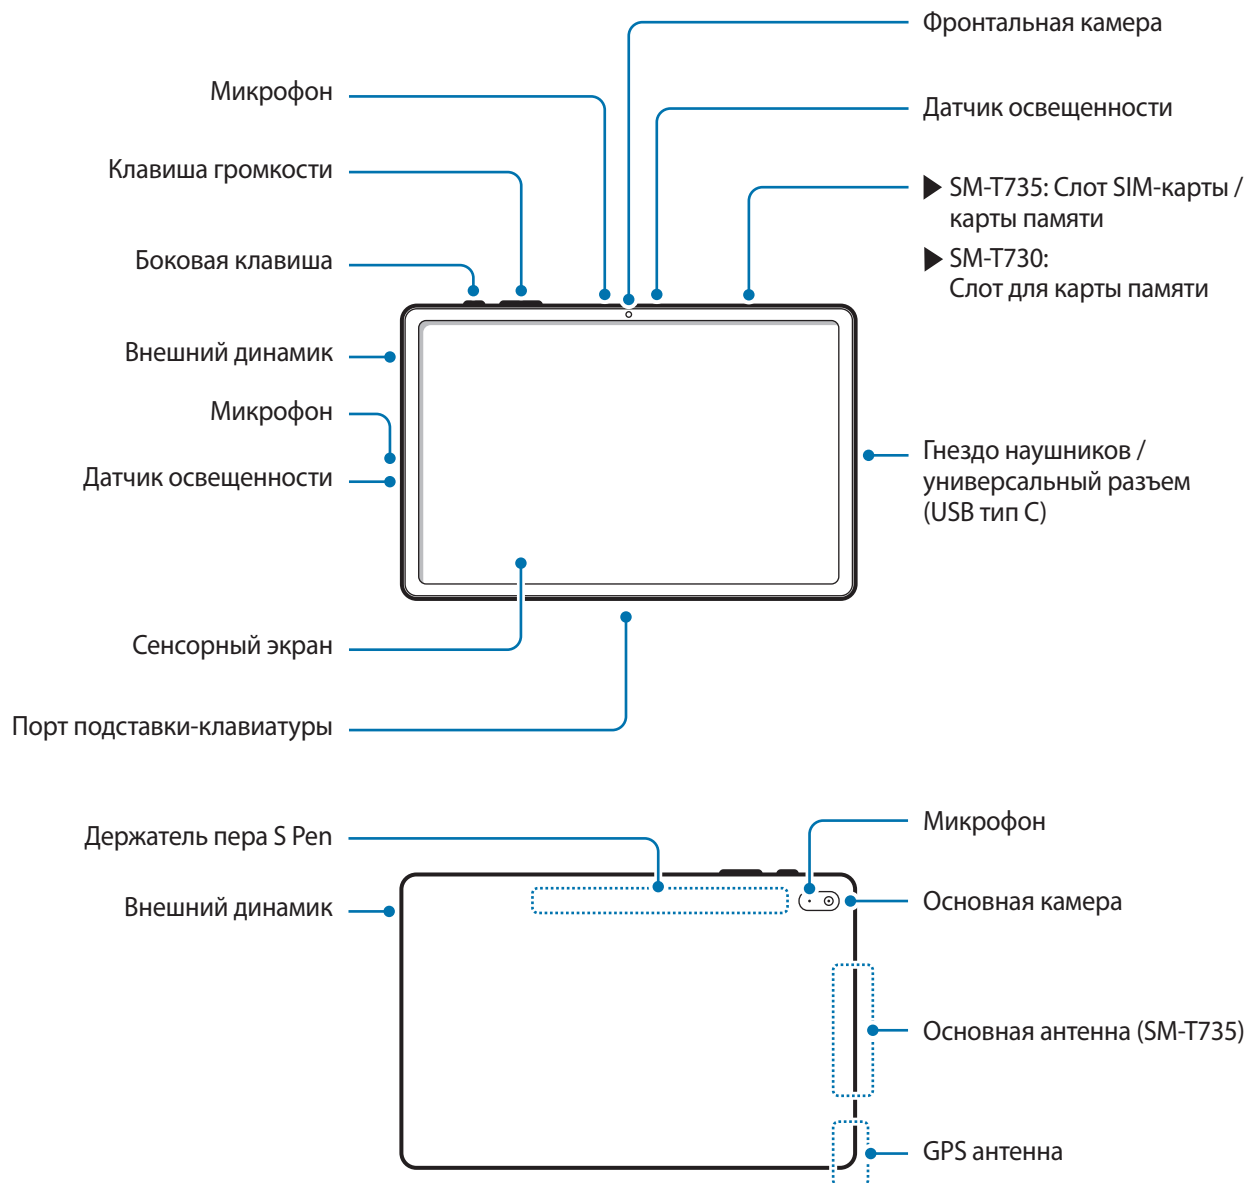 Фронтальная камера
Микрофон
Датчик освещенности
Клавиша громкости
▶ SM-T735: Слот SIM-карты /
карты памяти
Боковая клавиша
▶ SM-T730:
Слот для карты памяти
Внешний динамик
Микрофон
Датчик освещенности
Гнездо наушников /
универсальный разъем
(USB тип C)
Сенсорный экран
Порт подставки-клавиатуры
Держатель пера S Pen
Микрофон
Внешний динамик
Основная камера
Основная антенна (SM-T735)
GPS антенна